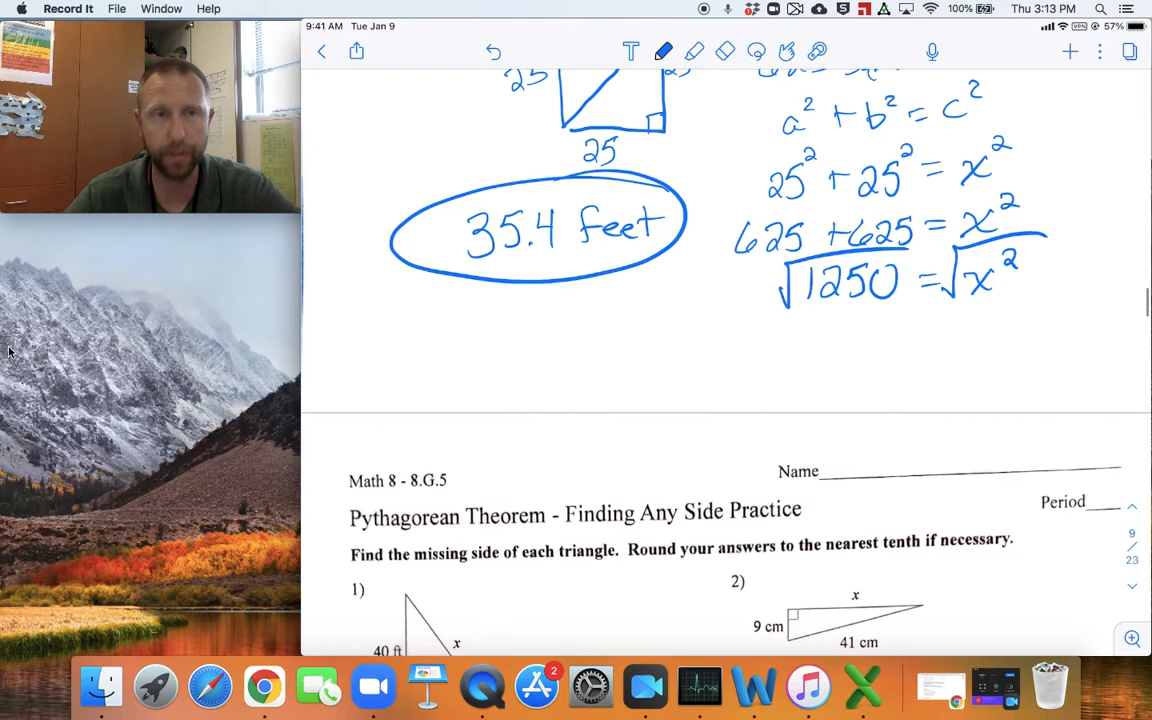 Record It File Window Help 100% Thu 3:13 PM
9:41 AM Tue Jan 9 VPN 57%
T
25
25
a² + b² = c²
25² + 25² = x²
625 + 625 = x²
√1250 = √x²
35.4 feet
Math 8 - 8.G.5
Name
Pythagorean Theorem - Finding Any Side Practice
Period
Find the missing side of each triangle. Round your answers to the nearest tenth if necessary.
9
/
23
1)
40 ft
x
2)
x
9 cm
41 cm
2
W
X